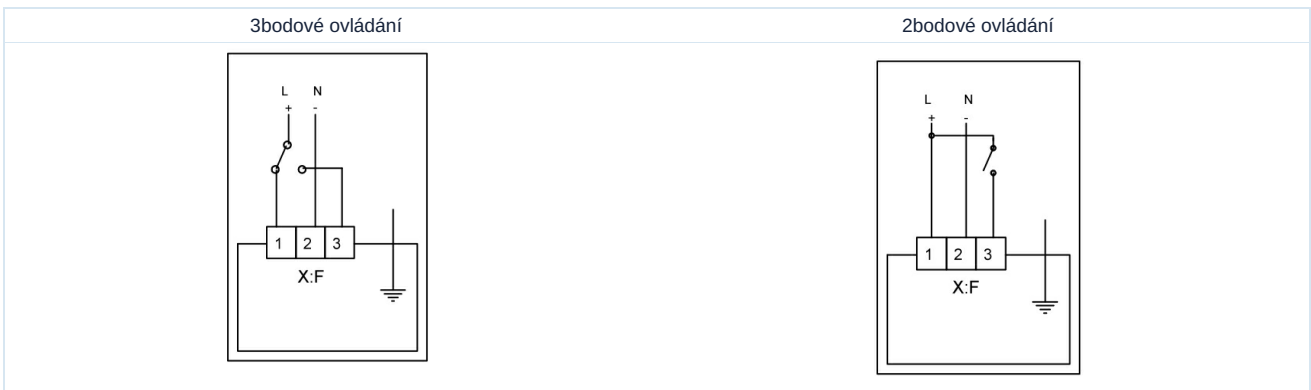 3bodové ovládání
L N
+ -
1 2 3
X:F
2bodové ovládání
L N
+ -
1 2 3
X:F